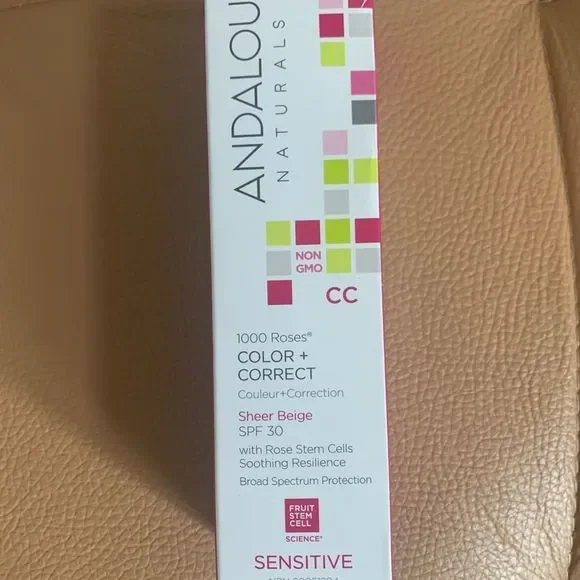 ANDALOU
NATURALS
NON
GMO
CC
1000 Roses®
COLOR +
CORRECT
Colour+Correction
Sheer Beige
SPF 30
with Rose Stem Cells
Soothing Resilience
Broad Spectrum Protection
FRUIT
STEM
CELL
SCIENCE®
SENSITIVE